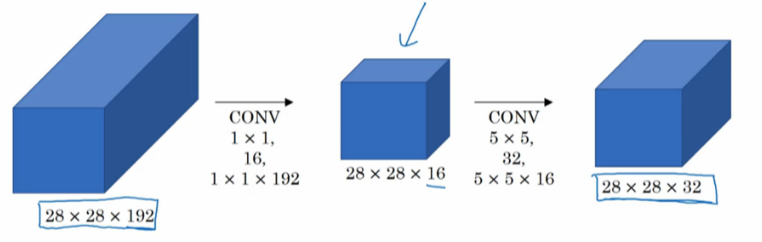 28 × 28 × 192
CONV
1 × 1,
16,
1 × 1 × 192
28 × 28 × 16
CONV
5 × 5,
32,
5 × 5 × 16
28 × 28 × 32